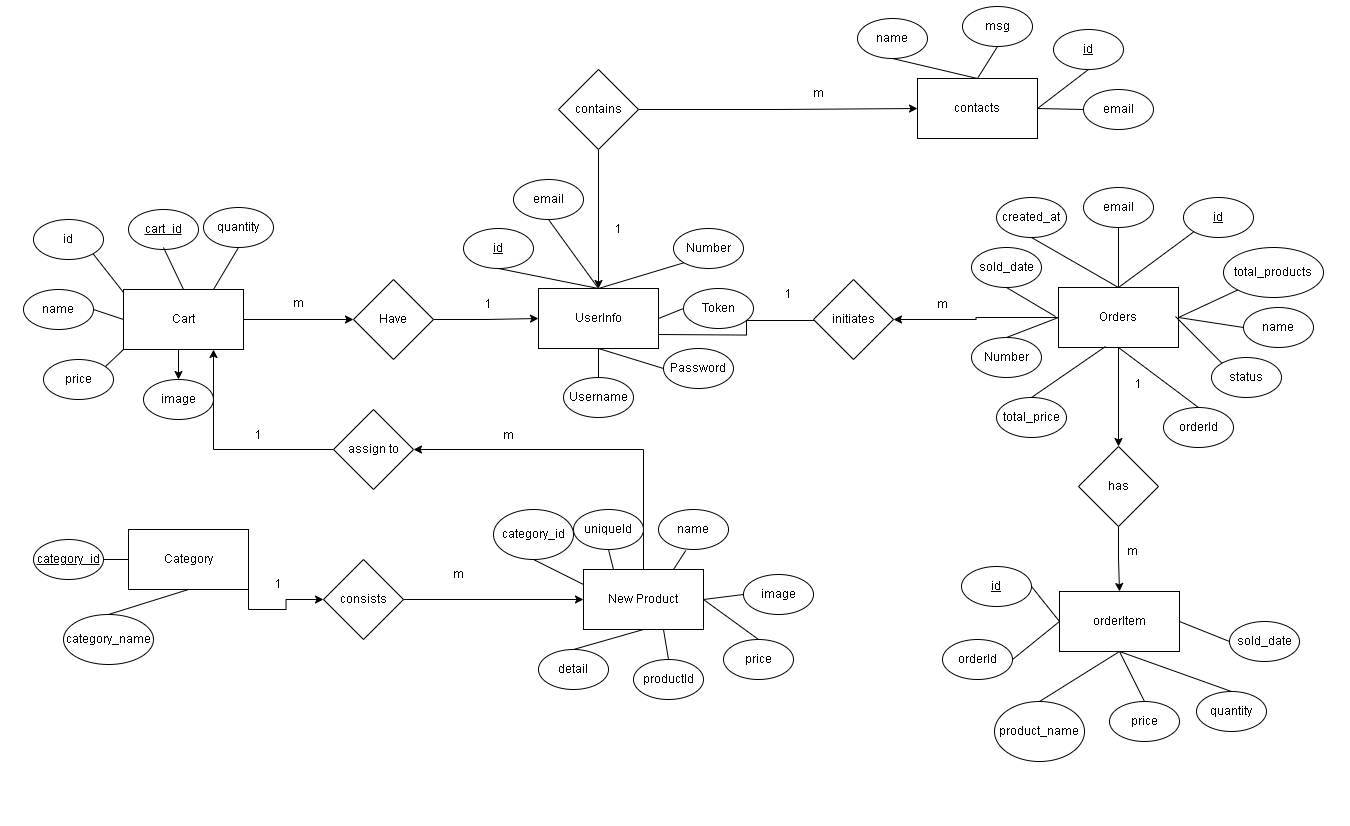 msg
name
id
contains
m
contacts
email
email
created_at
email
id
cart_id
quantity
id
1
id
Number
sold_date
total_products
name
m
Have
1
UserInfo
Token
1
initiates
m
Orders
name
Cart
Number
price
image
Password
Username
status
total_price
1
orderId
assign to
1
m
has
category_id
uniqueId
name
m
category_id
Category
1
consists
m
New Product
image
id
orderItem
category_name
detail
productId
price
orderId
sold_date
product_name
price
quantity